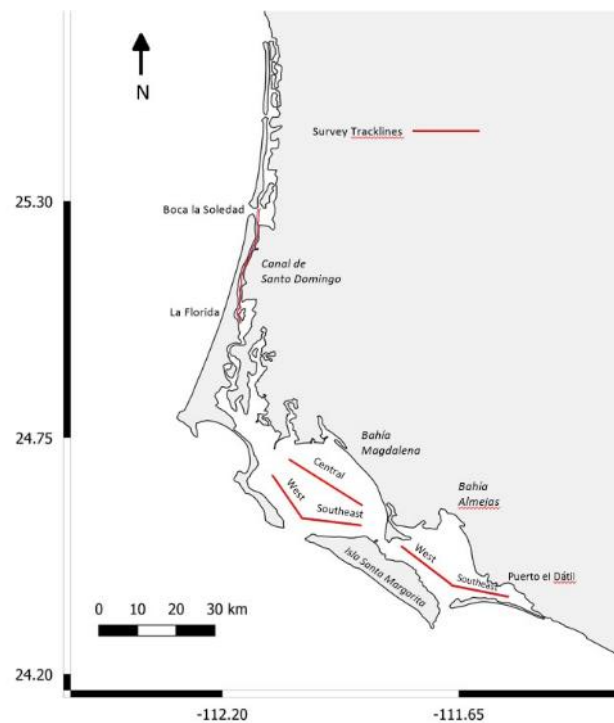 N
Survey Tracklines
25.30
Boca la Soledad
Canal de
Santo Domingo
La Florida
24.75
Bahía
Magdalena
Central
West
Southeast
Bahía
Almejas
West
Southeast
Puerto el Dátil
Isla Santa Margarita
0 10 20 30 km
24.20
-112.20 -111.65